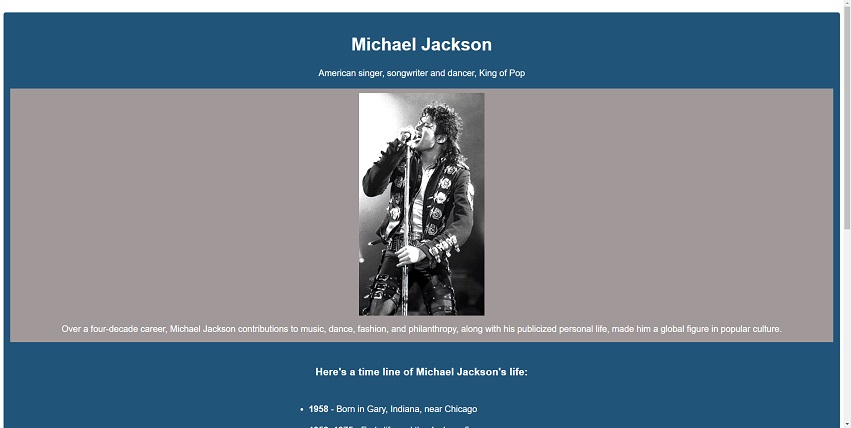 Michael Jackson
American singer, songwriter and dancer, King of Pop
Over a four-decade career, Michael Jackson contributions to music, dance, fashion, and philanthropy, along with his publicized personal life, made him a global figure in popular culture.
Here's a time line of Michael Jackson's life:
• 1958 - Born in Gary, Indiana, near Chicago